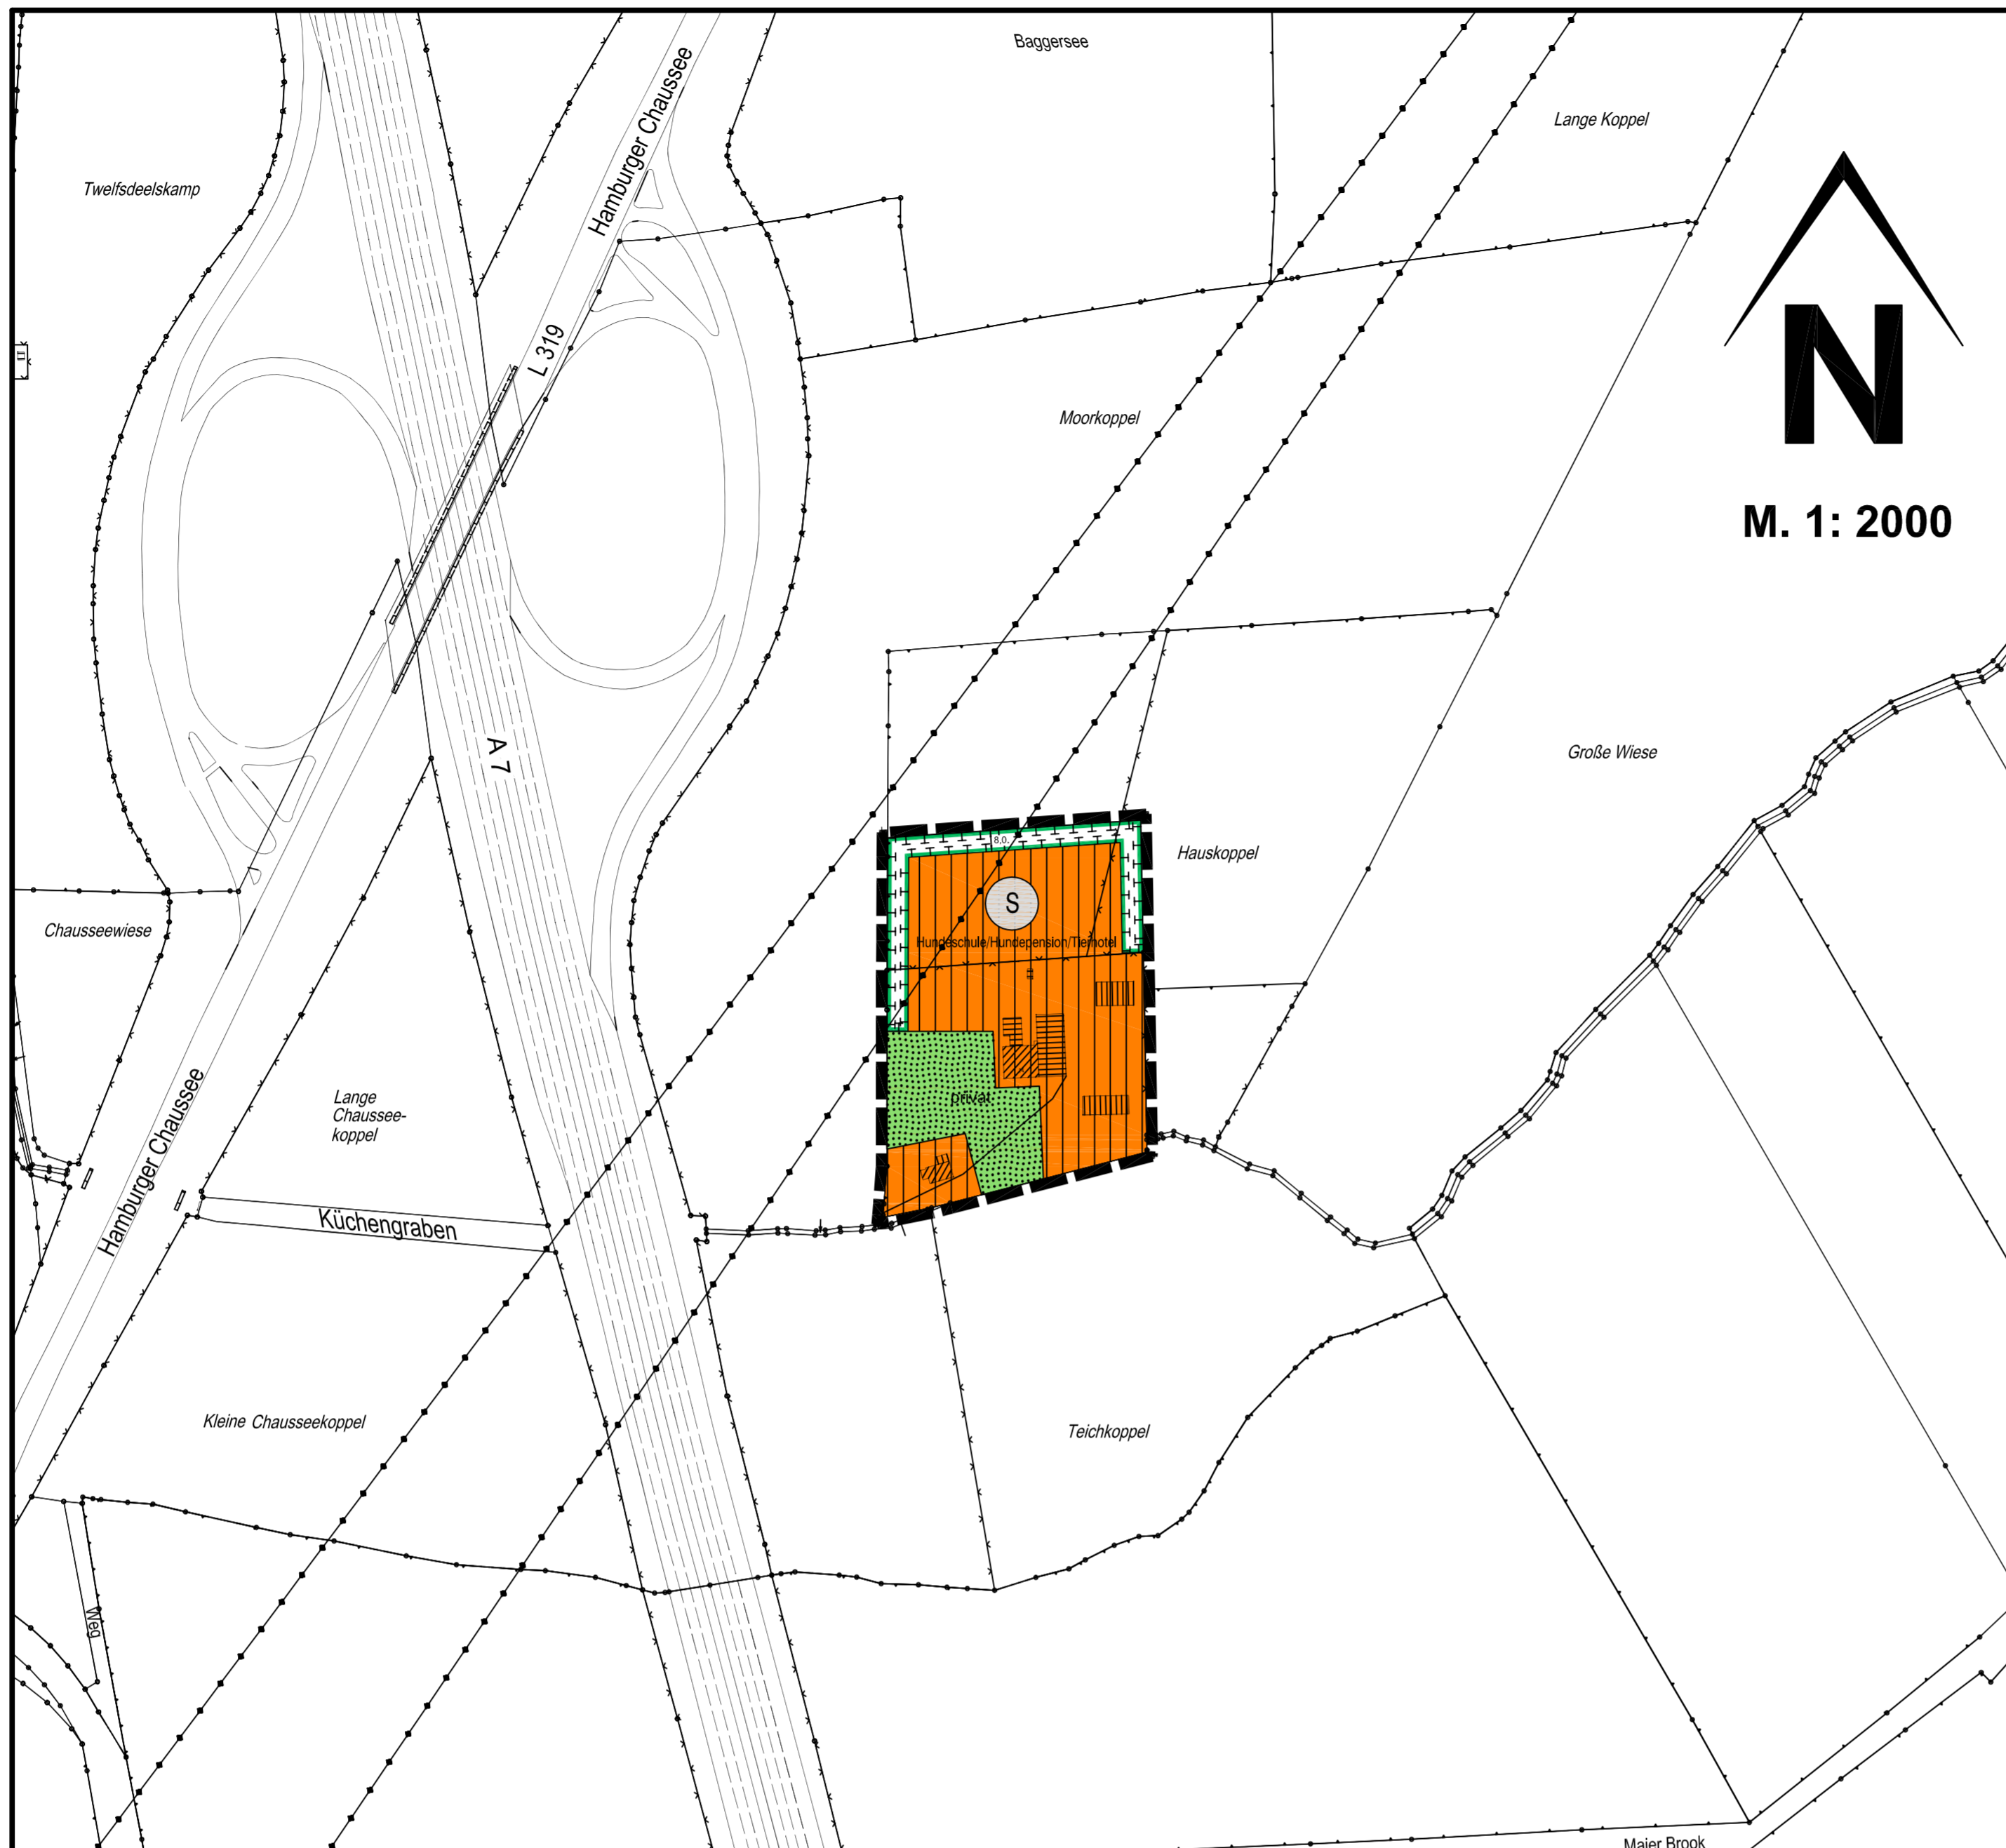 Baggersee
Hamburger Chaussee
Lange Koppel
Twelfsdeelskamp
L 319
Moorkoppel
N
M. 1: 2000
A 7
Große Wiese
8,0
Hauskoppel
S
Chausseewiese
Hundeschule/Hundepension/Tierhotel
Lange
Chaussee-
koppel
privat
Hamburger Chaussee
Küchengraben
Kleine Chausseekoppel
Teichkoppel
Weg
Maier Brook